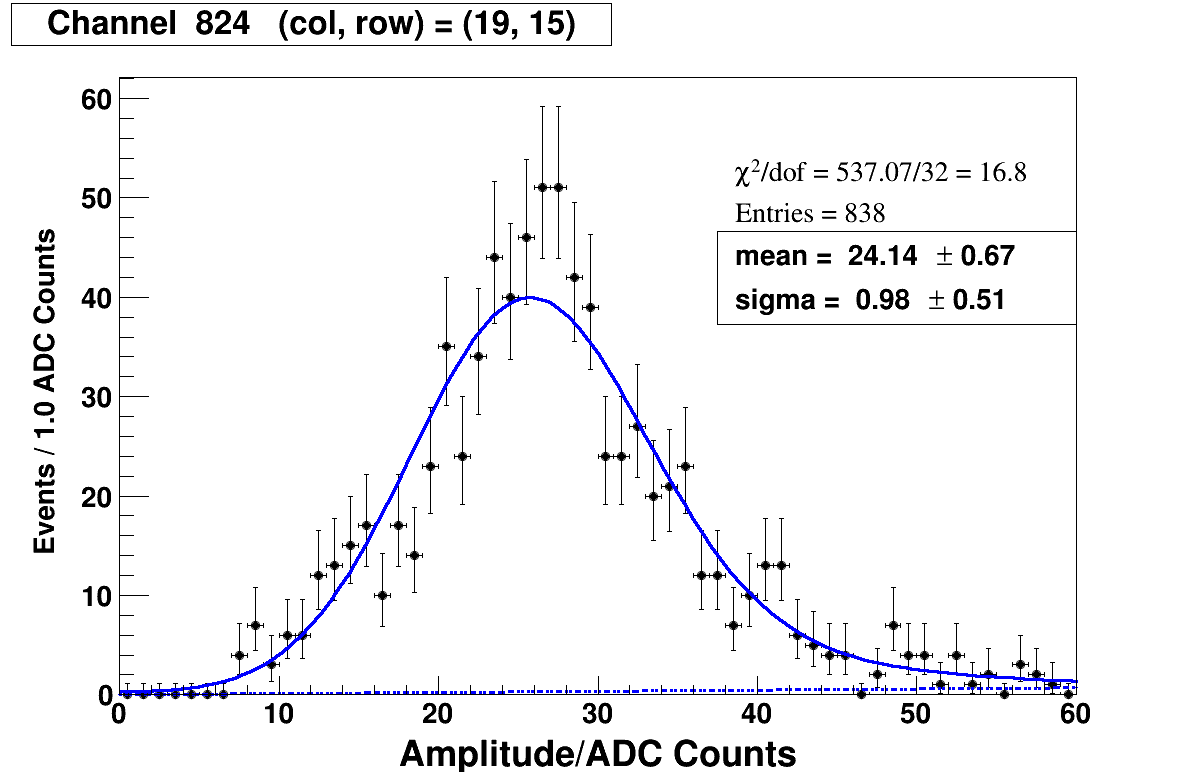 Channel 824 (col, row) = (19, 15)
χ²/dof = 537.07/32 = 16.8
Entries = 838
mean = 24.14 ± 0.67
sigma = 0.98 ± 0.51
Events / 1.0 ADC Counts
60
50
40
30
20
10
0
0 10 20 30 40 50 60
Amplitude/ADC Counts